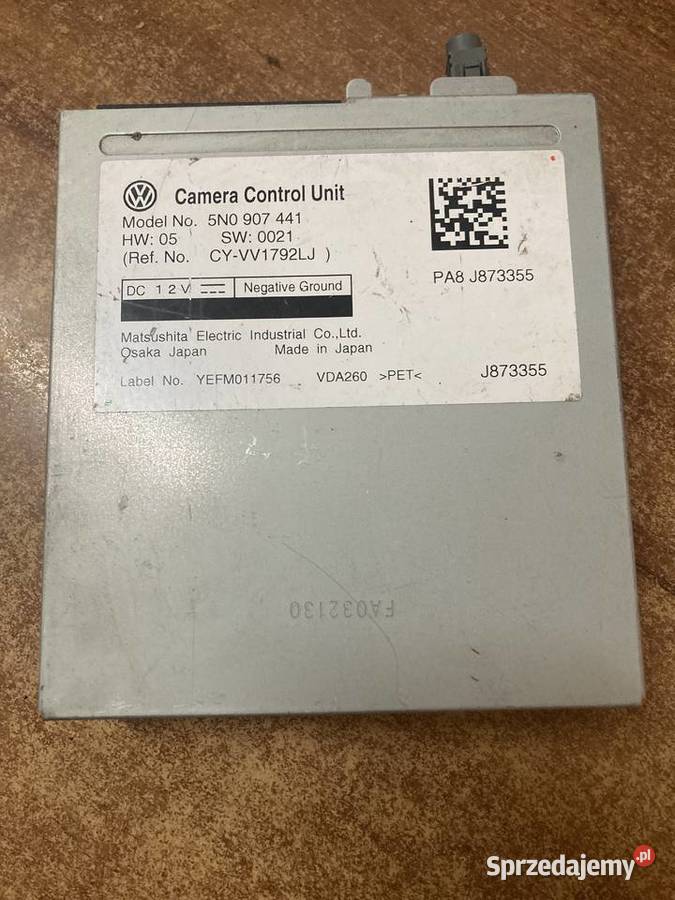 Camera Control Unit
Model No. 5N0 907 441
HW: 05 SW: 0021
(Ref. No. CY-VV1792LJ )
PA8 J873355
DC 12V Negative Ground
Matsushita Electric Industrial Co.,Ltd.
Osaka Japan Made in Japan
Label No. YEFM011756 VDA260 >PET< J873355
FA032130
Sprzedajemy.pl